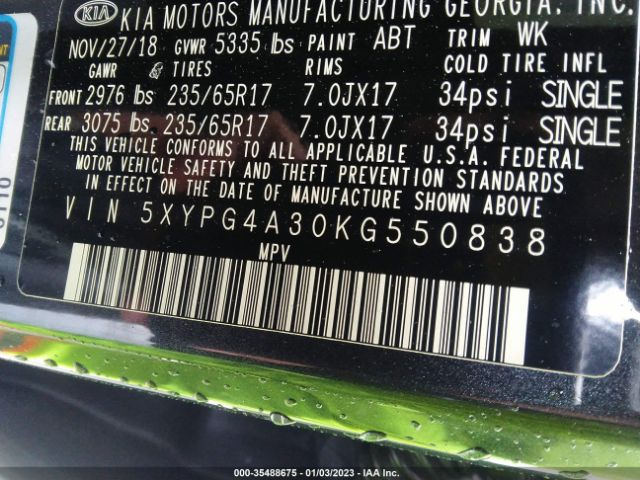 KIA KIA MOTORS MANUFACTURING GEORGIA, INC.
NOV/27/18 GVWR 5335 lbs PAINT ABT TRIM WK
GAWR & TIRES RIMS COLD TIRE INFL
FRONT 2976 lbs 235/65R17 7.0JX17 34psi SINGLE
REAR 3075 lbs 235/65R17 7.0JX17 34psi SINGLE
THIS VEHICLE CONFORMS TO ALL APPLICABLE U.S.A. FEDERAL
MOTOR VEHICLE SAFETY AND THEFT PREVENTION STANDARDS
IN EFFECT ON THE DATE OF MANUFACTURE SHOWN ABOVE
VIN 5XYPG4A30KG550838
MPV
000-35488675 | 01/03/2023 | IAA Inc.